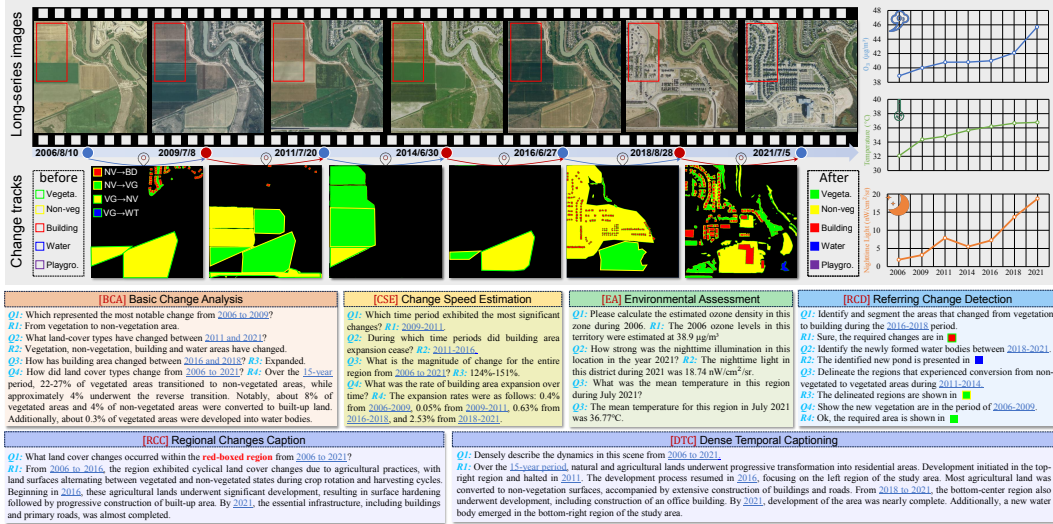 Long-series images
2006/8/10
2009/7/8
2011/7/20
2014/6/30
2016/6/27
2018/8/28
2021/7/5
Change tracks
before
Vegeta.
Non-veg
Building
Water
Playgro.
NV→BD
NV→VG
VG→NV
VG→WT
After
Vegeta.
Non-veg
Building
Water
Playgro.
O₃ (μg/m³)
48
46
44
42
40
38
Temperature (°C)
40
38
36
34
32
30
Nighttime Light (nW/cm²/sr)
20
15
10
5
0
2006 2009 2011 2014 2016 2018 2021
[BCA] Basic Change Analysis
Q1: Which represented the most notable change from 2006 to 2009?
R1: From vegetation to non-vegetation area.
Q2: What land-cover types have changed between 2011 and 2021?
R2: Vegetation, non-vegetation, building and water areas have changed.
Q3: How has building area changed between 2016 and 2018? R3: Expanded.
Q4: How did land cover types change from 2006 to 2021? R4: Over the 15-year
period, 22-27% of vegetated areas transitioned to non-vegetated areas, while
approximately 4% underwent the reverse transition. Notably, about 8% of
vegetated areas and 4% of non-vegetated areas were converted to built-up land.
Additionally, about 0.3% of vegetated areas were developed into water bodies.
[CSE] Change Speed Estimation
Q1: Which time period exhibited the most significant
changes? R1: 2009-2011.
Q2: During which time periods did building area
expansion cease? R2: 2011-2016.
Q3: What is the magnitude of change for the entire
region from 2006 to 2021? R3: 124%-151%.
Q4: What was the rate of building area expansion over
time? R4: The expansion rates were as follows: 0.4%
from 2006-2009, 0.05% from 2009-2011, 0.63% from
2016-2018, and 2.53% from 2018-2021.
[EA] Environmental Assessment
Q1: Please calculate the estimated ozone density in this
zone during 2006. R1: The 2006 ozone levels in this
territory were estimated at 38.9 μg/m³
Q2: How strong was the nighttime illumination in this
location in the year 2021? R2: The nighttime light in
this district during 2021 was 18.74 nW/cm²/sr.
Q3: What was the mean temperature in this region
during July 2021?
Q3: The mean temperature for this region in July 2021
was 36.77°C.
[RCD] Referring Change Detection
Q1: Identify and segment the areas that changed from vegetation
to building during the 2016-2018 period.
R1: Sure, the required changes are in
Q2: Identify the newly formed water bodies between 2018-2021.
R2: The identified new pond is presented in
Q3: Delineate the regions that experienced conversion from non-
vegetated to vegetated areas during 2011-2014.
R3: The delineated regions are shown in
Q4: Show the new vegetation are in the period of 2006-2009.
R4: Ok, the required area is shown in
[RCC] Regional Changes Caption
Q1: What land cover changes occurred within the red-boxed region from 2006 to 2021?
R1: From 2006 to 2016, the region exhibited cyclical land cover changes due to agricultural practices, with
land surfaces alternating between vegetated and non-vegetated states during crop rotation and harvesting cycles.
Beginning in 2016, these agricultural lands underwent significant development, resulting in surface hardening
followed by progressive construction of built-up area. By 2021, the essential infrastructure, including buildings
and primary roads, was almost completed.
[DTC] Dense Temporal Captioning
Q1: Densely describe the dynamics in this scene from 2006 to 2021.
R1: Over the 15-year period, natural and agricultural lands underwent progressive transformation into residential areas. Development initiated in the top-
right region and halted in 2011. The development process resumed in 2016, focusing on the left region of the study area. Most agricultural land was
converted to non-vegetation surfaces, accompanied by extensive construction of buildings and roads. From 2018 to 2021, the bottom-center region also
underwent development, including construction of an office building. By 2021, development of the area was nearly complete. Additionally, a new water
body emerged in the bottom-right region of the study area.